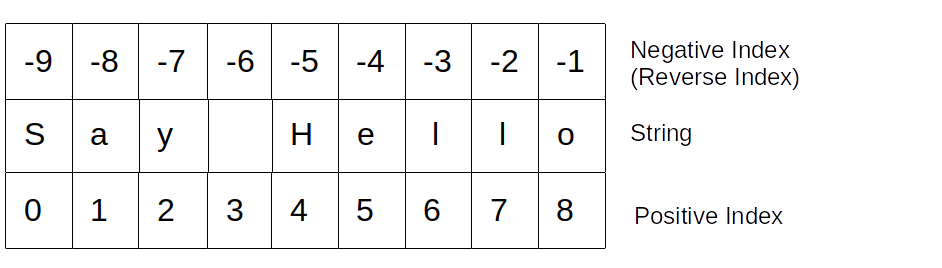 -9 -8 -7 -6 -5 -4 -3 -2 -1 Negative Index
(Reverse Index)
S a y H e l l o String
0 1 2 3 4 5 6 7 8 Positive Index